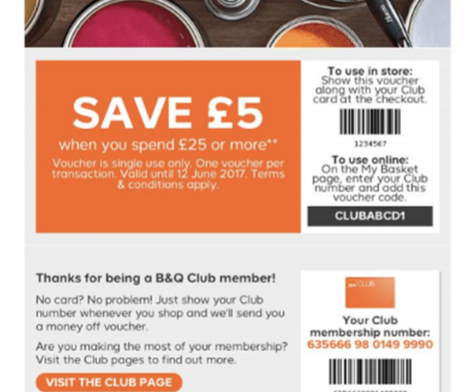 SAVE £5
when you spend £25 or more**
Voucher is single use only. One voucher per
transaction. Valid until 12 June 2017. Terms
& conditions apply.
To use in store:
Show this voucher
along with your Club
card at the checkout.
1234567
To use online:
On the My Basket
page, enter your Club
number and add this
voucher code.
CLUBABCD1
Thanks for being a B&Q Club member!
No card? No problem! Just show your Club
number whenever you shop and we'll send you
a money off voucher.
Are you making the most of your membership?
Visit the Club pages to find out more.
VISIT THE CLUB PAGE
CLUB
Your Club
membership number:
635666 98 0149 9990